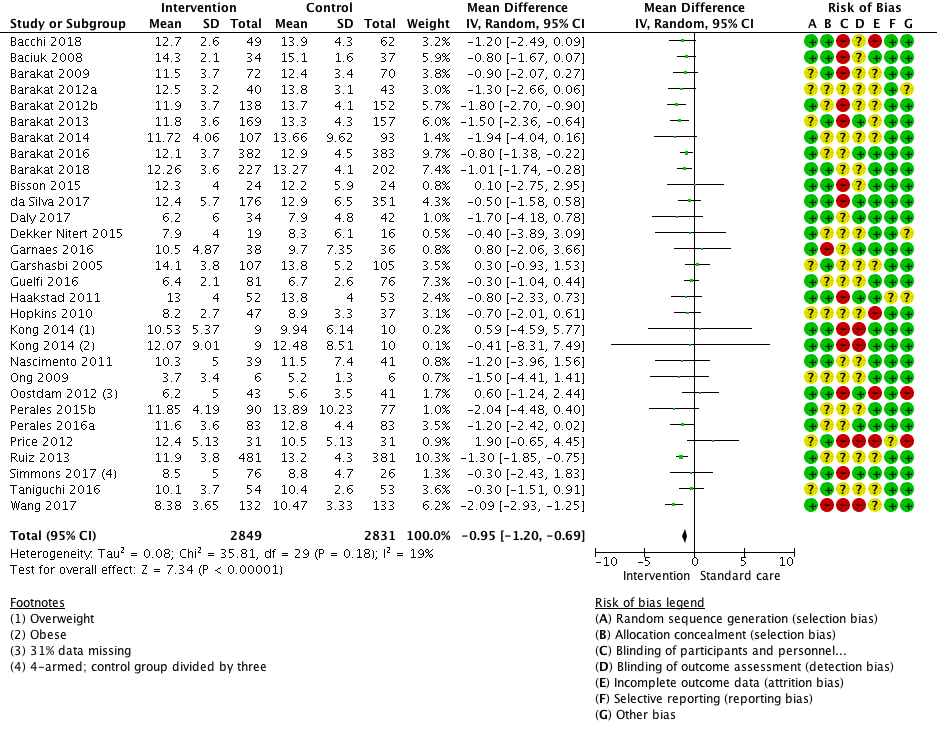 Intervention Control Mean Difference Mean Difference Risk of Bias
Study or Subgroup Mean SD Total Mean SD Total Weight IV, Random, 95% CI IV, Random, 95% CI A B C D E F G
Bacchi 2018 12.7 2.6 49 13.9 4.3 62 3.2% -1.20 [-2.49, 0.09] + + - ? - + +
Baciuk 2008 14.3 2.1 34 15.1 1.6 37 5.9% -0.80 [-1.67, 0.07] + + - ? + + +
Barakat 2009 11.5 3.7 72 12.4 3.4 70 3.8% -0.90 [-2.07, 0.27] ? + - ? ? + +
Barakat 2012a 12.5 3.2 40 13.8 3.1 43 2.9% -1.30 [-2.66, 0.06] ? ? ? ? ? + ?
Barakat 2012b 11.9 3.7 138 13.7 4.1 152 5.7% -1.80 [-2.70, -0.90] + ? - ? ? + +
Barakat 2013 11.8 3.6 169 13.3 4.1 157 6.0% -1.50 [-2.36, -0.64] ? + - + ? + +
Barakat 2014 11.72 4.06 107 13.66 9.62 93 1.4% -1.94 [-4.04, 0.16] + + ? ? ? + +
Barakat 2016 12.1 3.7 382 12.9 4.5 383 9.7% -0.80 [-1.38, -0.22] + ? ? + + + +
Barakat 2018 12.26 3.6 227 13.27 4.1 202 7.4% -1.01 [-1.74, -0.28] + ? ? ? + + +
Bisson 2015 12.3 4 24 12.2 5.9 24 0.8% 0.10 [-2.75, 2.95] + + - ? + + +
da Silva 2017 12.4 5.7 176 12.9 6.5 351 4.3% -0.50 [-1.58, 0.58] + + - + + + +
Daly 2017 6.2 6 34 7.9 4.8 42 1.0% -1.70 [-4.18, 0.78] + + ? + + + +
Dekker Nitert 2015 7.9 4 19 8.3 6.1 16 0.5% -0.40 [-3.89, 3.09] + ? ? ? + + ?
Garnaes 2016 10.5 4.87 38 9.7 7.35 36 0.8% 0.80 [-2.06, 3.66] + - ? + + + +
Garshasbi 2005 14.1 3.8 107 13.8 5.2 105 3.5% 0.30 [-0.93, 1.53] ? + ? ? ? + +
Guelfi 2016 6.4 2.1 81 6.7 2.6 76 7.3% -0.30 [-1.04, 0.44] + + ? ? + + +
Haakstad 2011 13 4 52 13.8 4 53 2.4% -0.80 [-2.33, 0.73] + + - + + ? ?
Hopkins 2010 8.2 2.7 47 8.9 3.3 37 3.1% -0.70 [-2.01, 0.61] ? ? ? ? - + +
Kong 2014 (1) 10.53 5.37 9 9.94 6.14 10 0.2% 0.59 [-4.59, 5.77] + + - - + + +
Kong 2014 (2) 12.07 9.01 9 12.48 8.51 10 0.1% -0.41 [-8.31, 7.49] + + - - + + +
Nascimento 2011 10.3 5 39 11.5 7.4 41 0.8% -1.20 [-3.96, 1.56] + + ? ? + + +
Ong 2009 3.7 3.4 6 5.2 1.3 6 0.8% -1.50 [-4.41, 1.41] ? ? ? ? + + +
Oostdam 2012 (3) 6.2 5 43 5.6 3.5 41 1.8% 0.60 [-1.24, 2.44] + + - + - + -
Perales 2015b 11.85 4.19 90 13.89 10.23 77 1.0% -2.04 [-4.48, 0.40] + ? ? ? + + +
Perales 2016a 11.6 3.6 83 12.8 4.4 83 3.5% -1.20 [-2.42, 0.02] + ? ? + + + +
Price 2012 12.4 5.13 31 10.5 5.13 31 0.9% 1.90 [-0.65, 4.45] ? + - - - ? -
Ruiz 2013 11.9 3.8 481 13.2 4.3 381 10.3% -1.30 [-1.85, -0.75] + ? ? ? + + +
Simmons 2017 (4) 8.5 5 76 8.8 4.7 26 1.4% -0.30 [-2.43, 1.83] + + - + + + +
Taniguchi 2016 10.1 3.7 54 10.4 2.6 53 3.6% -0.30 [-1.51, 0.91] ? + ? ? ? + +
Wang 2017 8.38 3.65 132 10.47 3.33 133 6.2% -2.09 [-2.93, -1.25] + - - - ? + +
Total (95% CI) 2849 2831 100.0% -0.95 [-1.20, -0.69]
Heterogeneity: Tau² = 0.08; Chi² = 35.81, df = 29 (P = 0.18); I² = 19%
Test for overall effect: Z = 7.34 (P < 0.00001)
-10 -5 0 5 10
Intervention Standard care
Footnotes
(1) Overweight
(2) Obese
(3) 31% data missing
(4) 4-armed; control group divided by three
Risk of bias legend
(A) Random sequence generation (selection bias)
(B) Allocation concealment (selection bias)
(C) Blinding of participants and personnel...
(D) Blinding of outcome assessment (detection bias)
(E) Incomplete outcome data (attrition bias)
(F) Selective reporting (reporting bias)
(G) Other bias